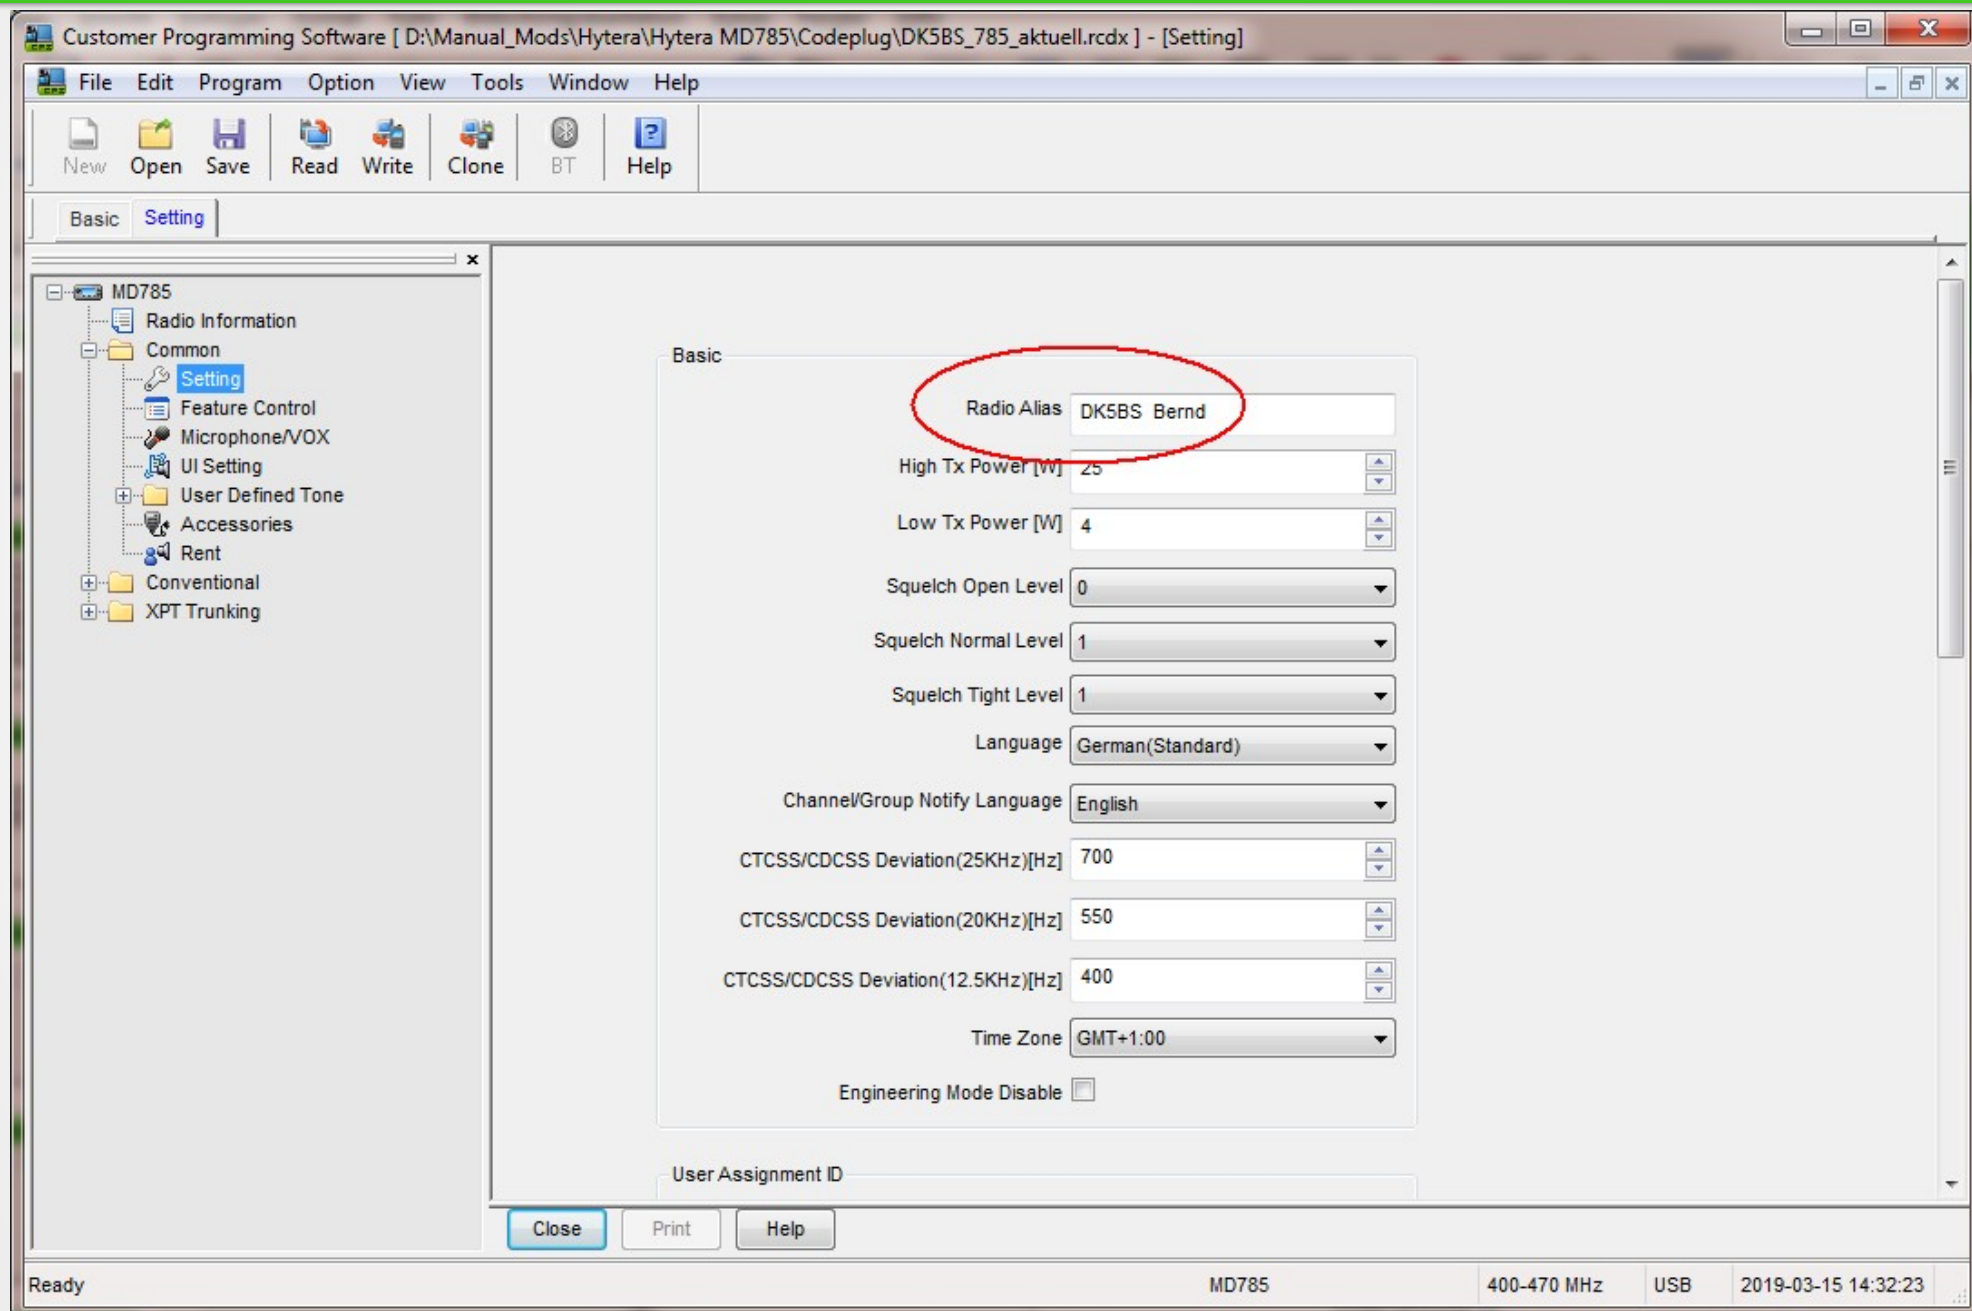 Customer Programming Software [ D:\Manual_Mods\Hytera\Hytera MD785\Codeplug\DK5BS_785_aktuell.rcdx ] - [Setting]
File Edit Program Option View Tools Window Help
New Open Save Read Write Clone BT Help
Basic Setting
MD785
Radio Information
Common
Setting
Feature Control
Microphone/VOX
UI Setting
User Defined Tone
Accessories
Rent
Conventional
XPT Trunking
Basic
Radio Alias DK5BS Bernd
High Tx Power [W] 25
Low Tx Power [W] 4
Squelch Open Level 0
Squelch Normal Level 1
Squelch Tight Level 1
Language German(Standard)
Channel/Group Notify Language English
CTCSS/CDCSS Deviation(25KHz)[Hz] 700
CTCSS/CDCSS Deviation(20KHz)[Hz] 550
CTCSS/CDCSS Deviation(12.5KHz)[Hz] 400
Time Zone GMT+1:00
Engineering Mode Disable
User Assignment ID
Close Print Help
Ready MD785 400-470 MHz USB 2019-03-15 14:32:23